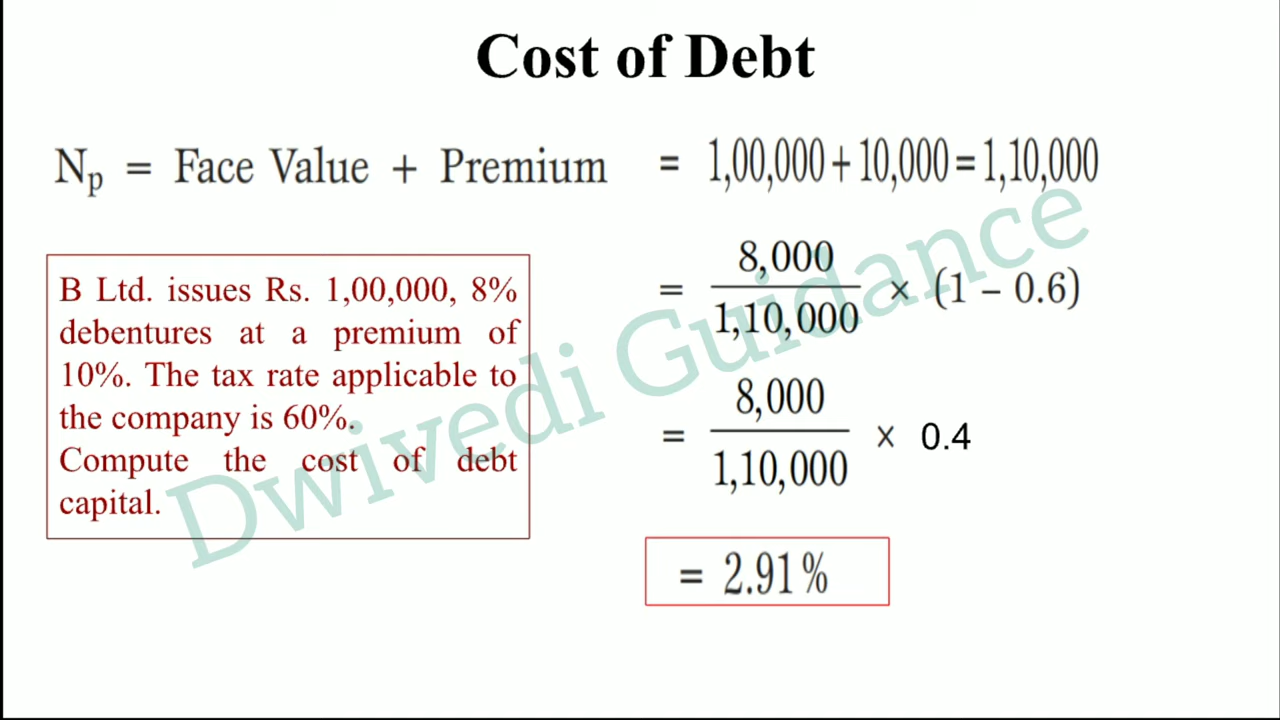 Cost of Debt
Np = Face Value + Premium = 1,00,000 + 10,000 = 1,10,000
B Ltd. issues Rs. 1,00,000, 8%
debentures at a premium of
10%. The tax rate applicable to
the company is 60%.
Compute the cost of debt
capital.
= 8,000 / 1,10,000 × (1 – 0.6)
= 8,000 / 1,10,000 × 0.4
= 2.91%
Dwivedi Guidance